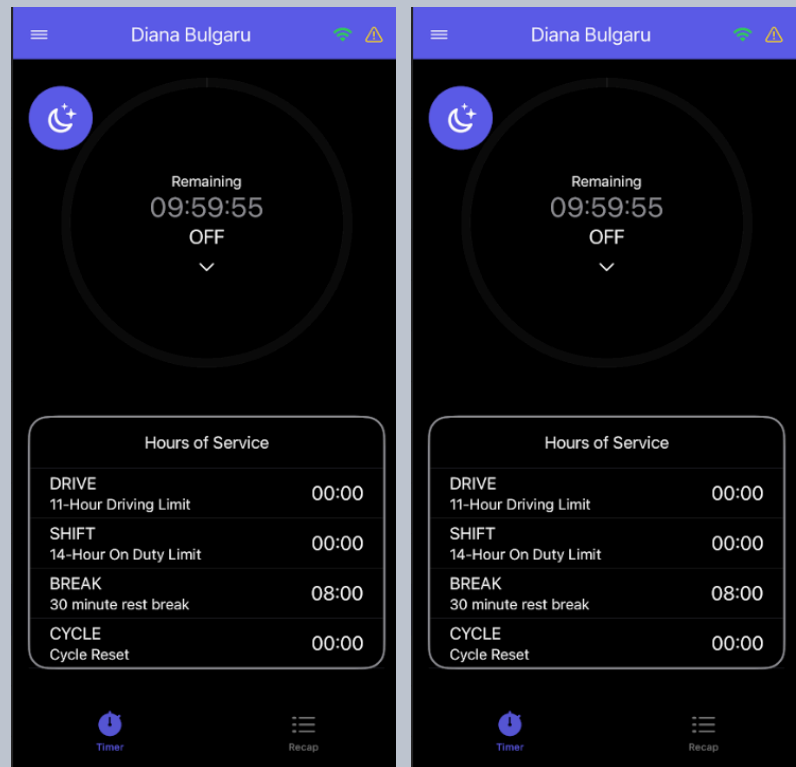 Diana Bulgaru
Remaining
09:59:55
OFF
Hours of Service
DRIVE
11-Hour Driving Limit
00:00
SHIFT
14-Hour On Duty Limit
00:00
BREAK
30 minute rest break
08:00
CYCLE
Cycle Reset
00:00
Timer
Recap
Diana Bulgaru
Remaining
09:59:55
OFF
Hours of Service
DRIVE
11-Hour Driving Limit
00:00
SHIFT
14-Hour On Duty Limit
00:00
BREAK
30 minute rest break
08:00
CYCLE
Cycle Reset
00:00
Timer
Recap